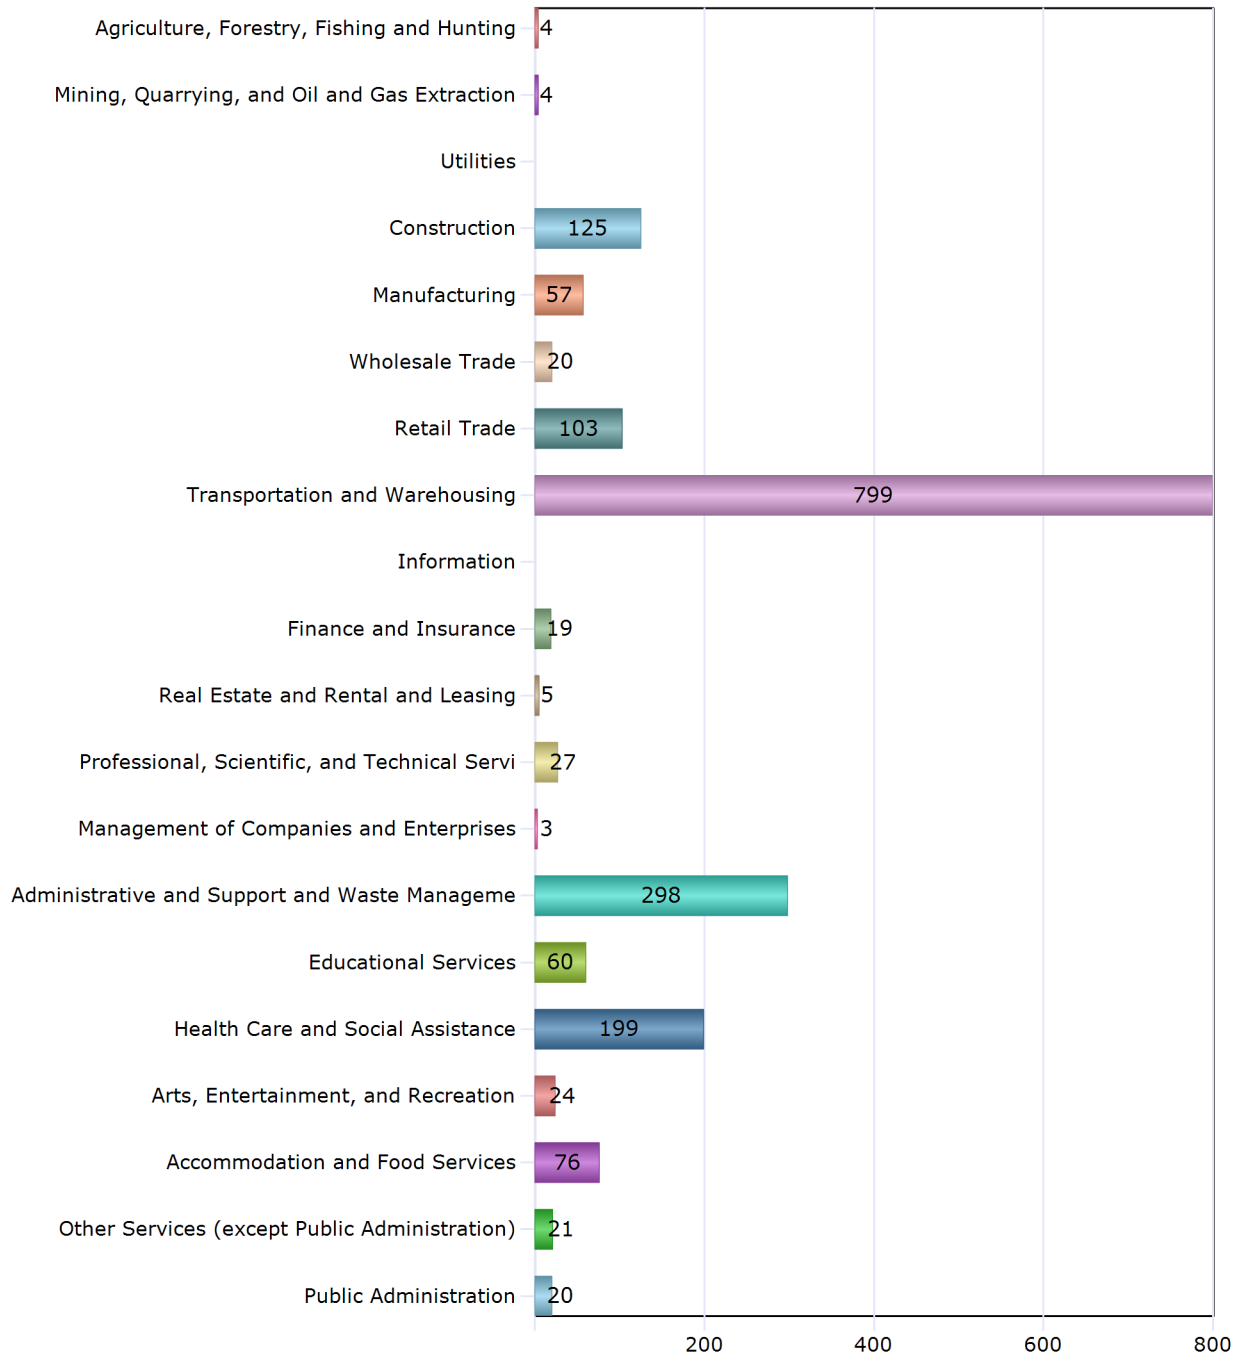 Agriculture, Forestry, Fishing and Hunting 4
Mining, Quarrying, and Oil and Gas Extraction 4
Utilities
Construction 125
Manufacturing 57
Wholesale Trade 20
Retail Trade 103
Transportation and Warehousing 799
Information
Finance and Insurance 19
Real Estate and Rental and Leasing 5
Professional, Scientific, and Technical Servi 27
Management of Companies and Enterprises 3
Administrative and Support and Waste Manageme 298
Educational Services 60
Health Care and Social Assistance 199
Arts, Entertainment, and Recreation 24
Accommodation and Food Services 76
Other Services (except Public Administration) 21
Public Administration 20
200 400 600 800